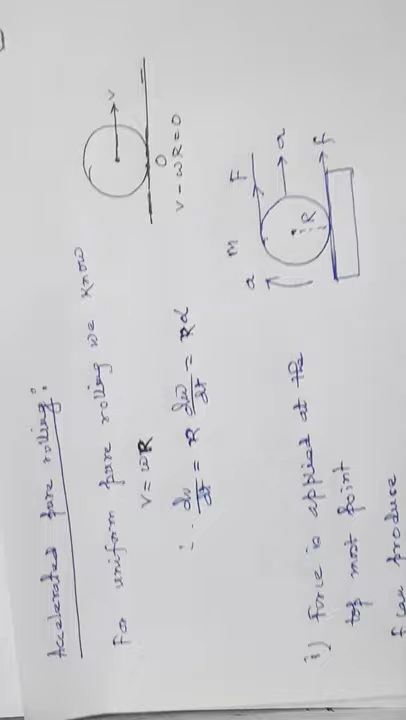 Accelerated pure rolling:
For uniform pure rolling we know
v = ωR
∴ dv/dt = R dω/dt = Rα
v
0
v - ωR = 0
i) Force is applied at the
top most point
f can produce
a
M
F
a
R
f